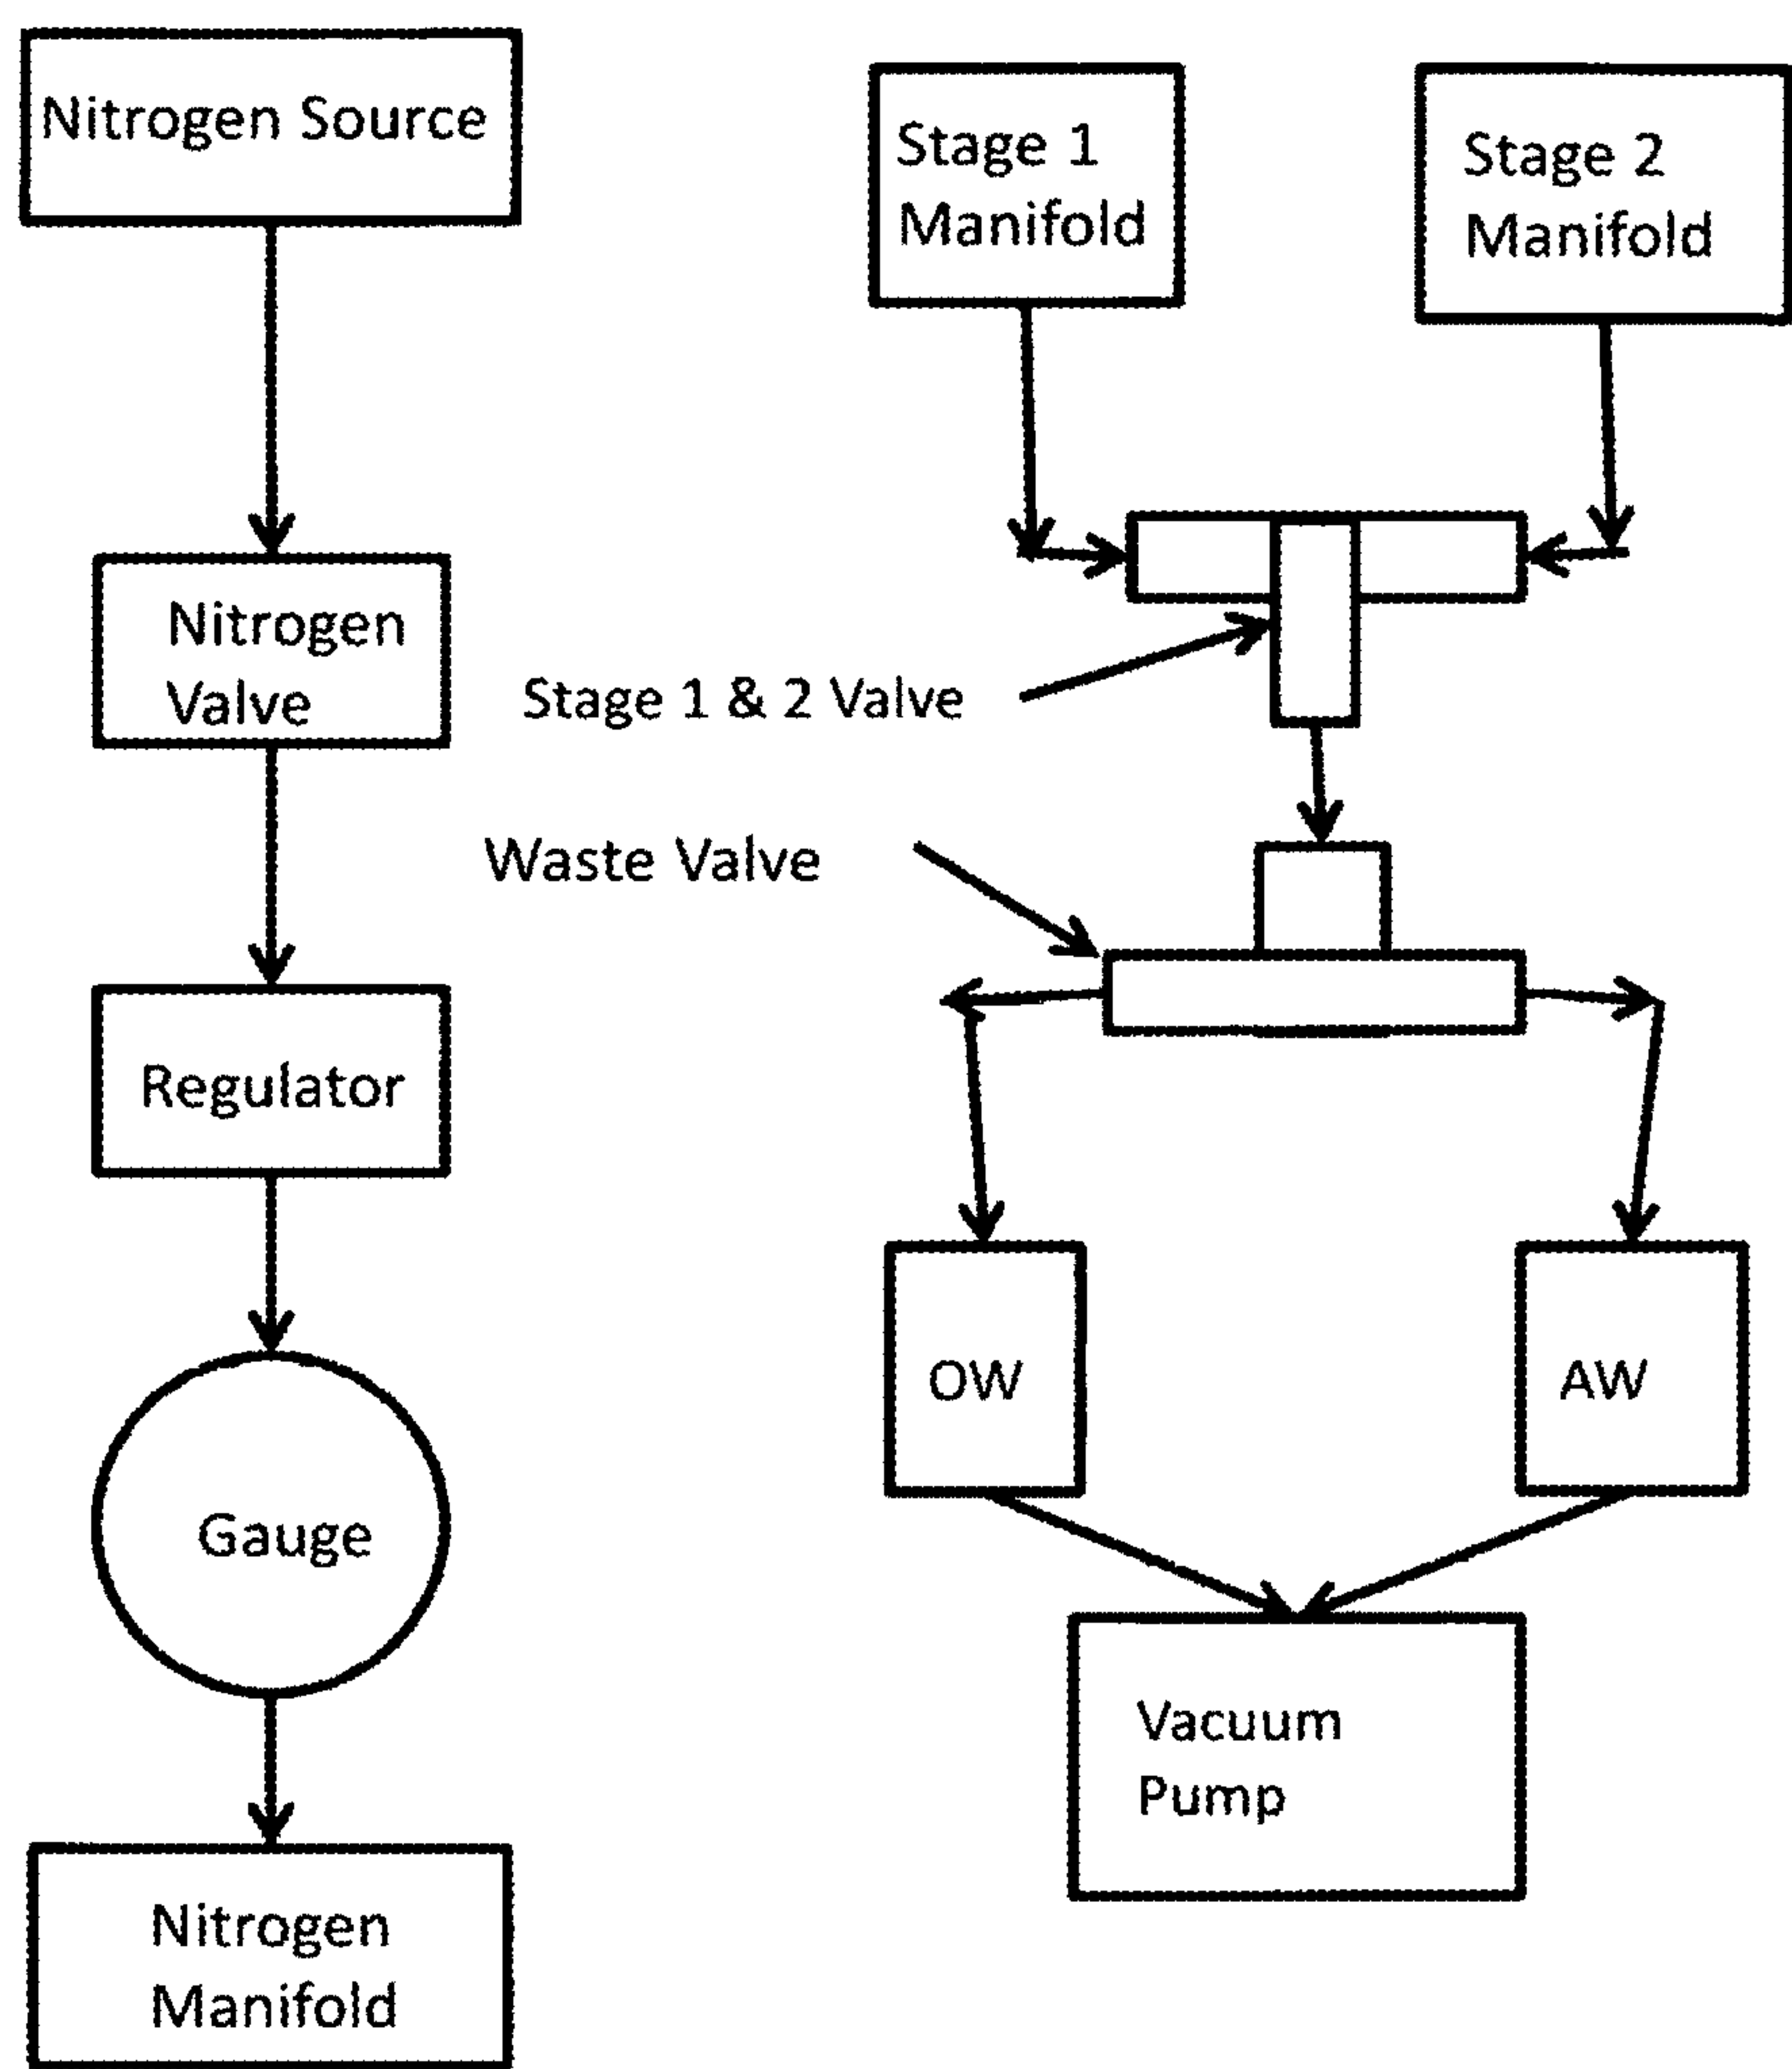 Nitrogen Source
Nitrogen
Valve
Regulator
Gauge
Nitrogen
Manifold
Stage 1
Manifold
Stage 2
Manifold
Stage 1 & 2 Valve
Waste Valve
OW
AW
Vacuum
Pump